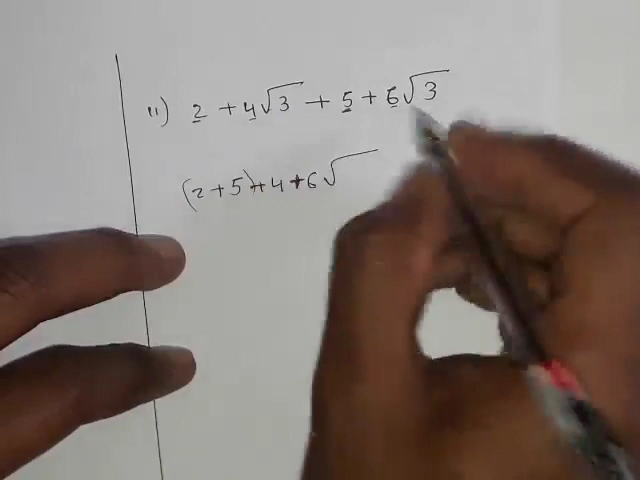 11) 2 + 4√3 + 5 + 6√3
(2 + 5) + 4 + 6√